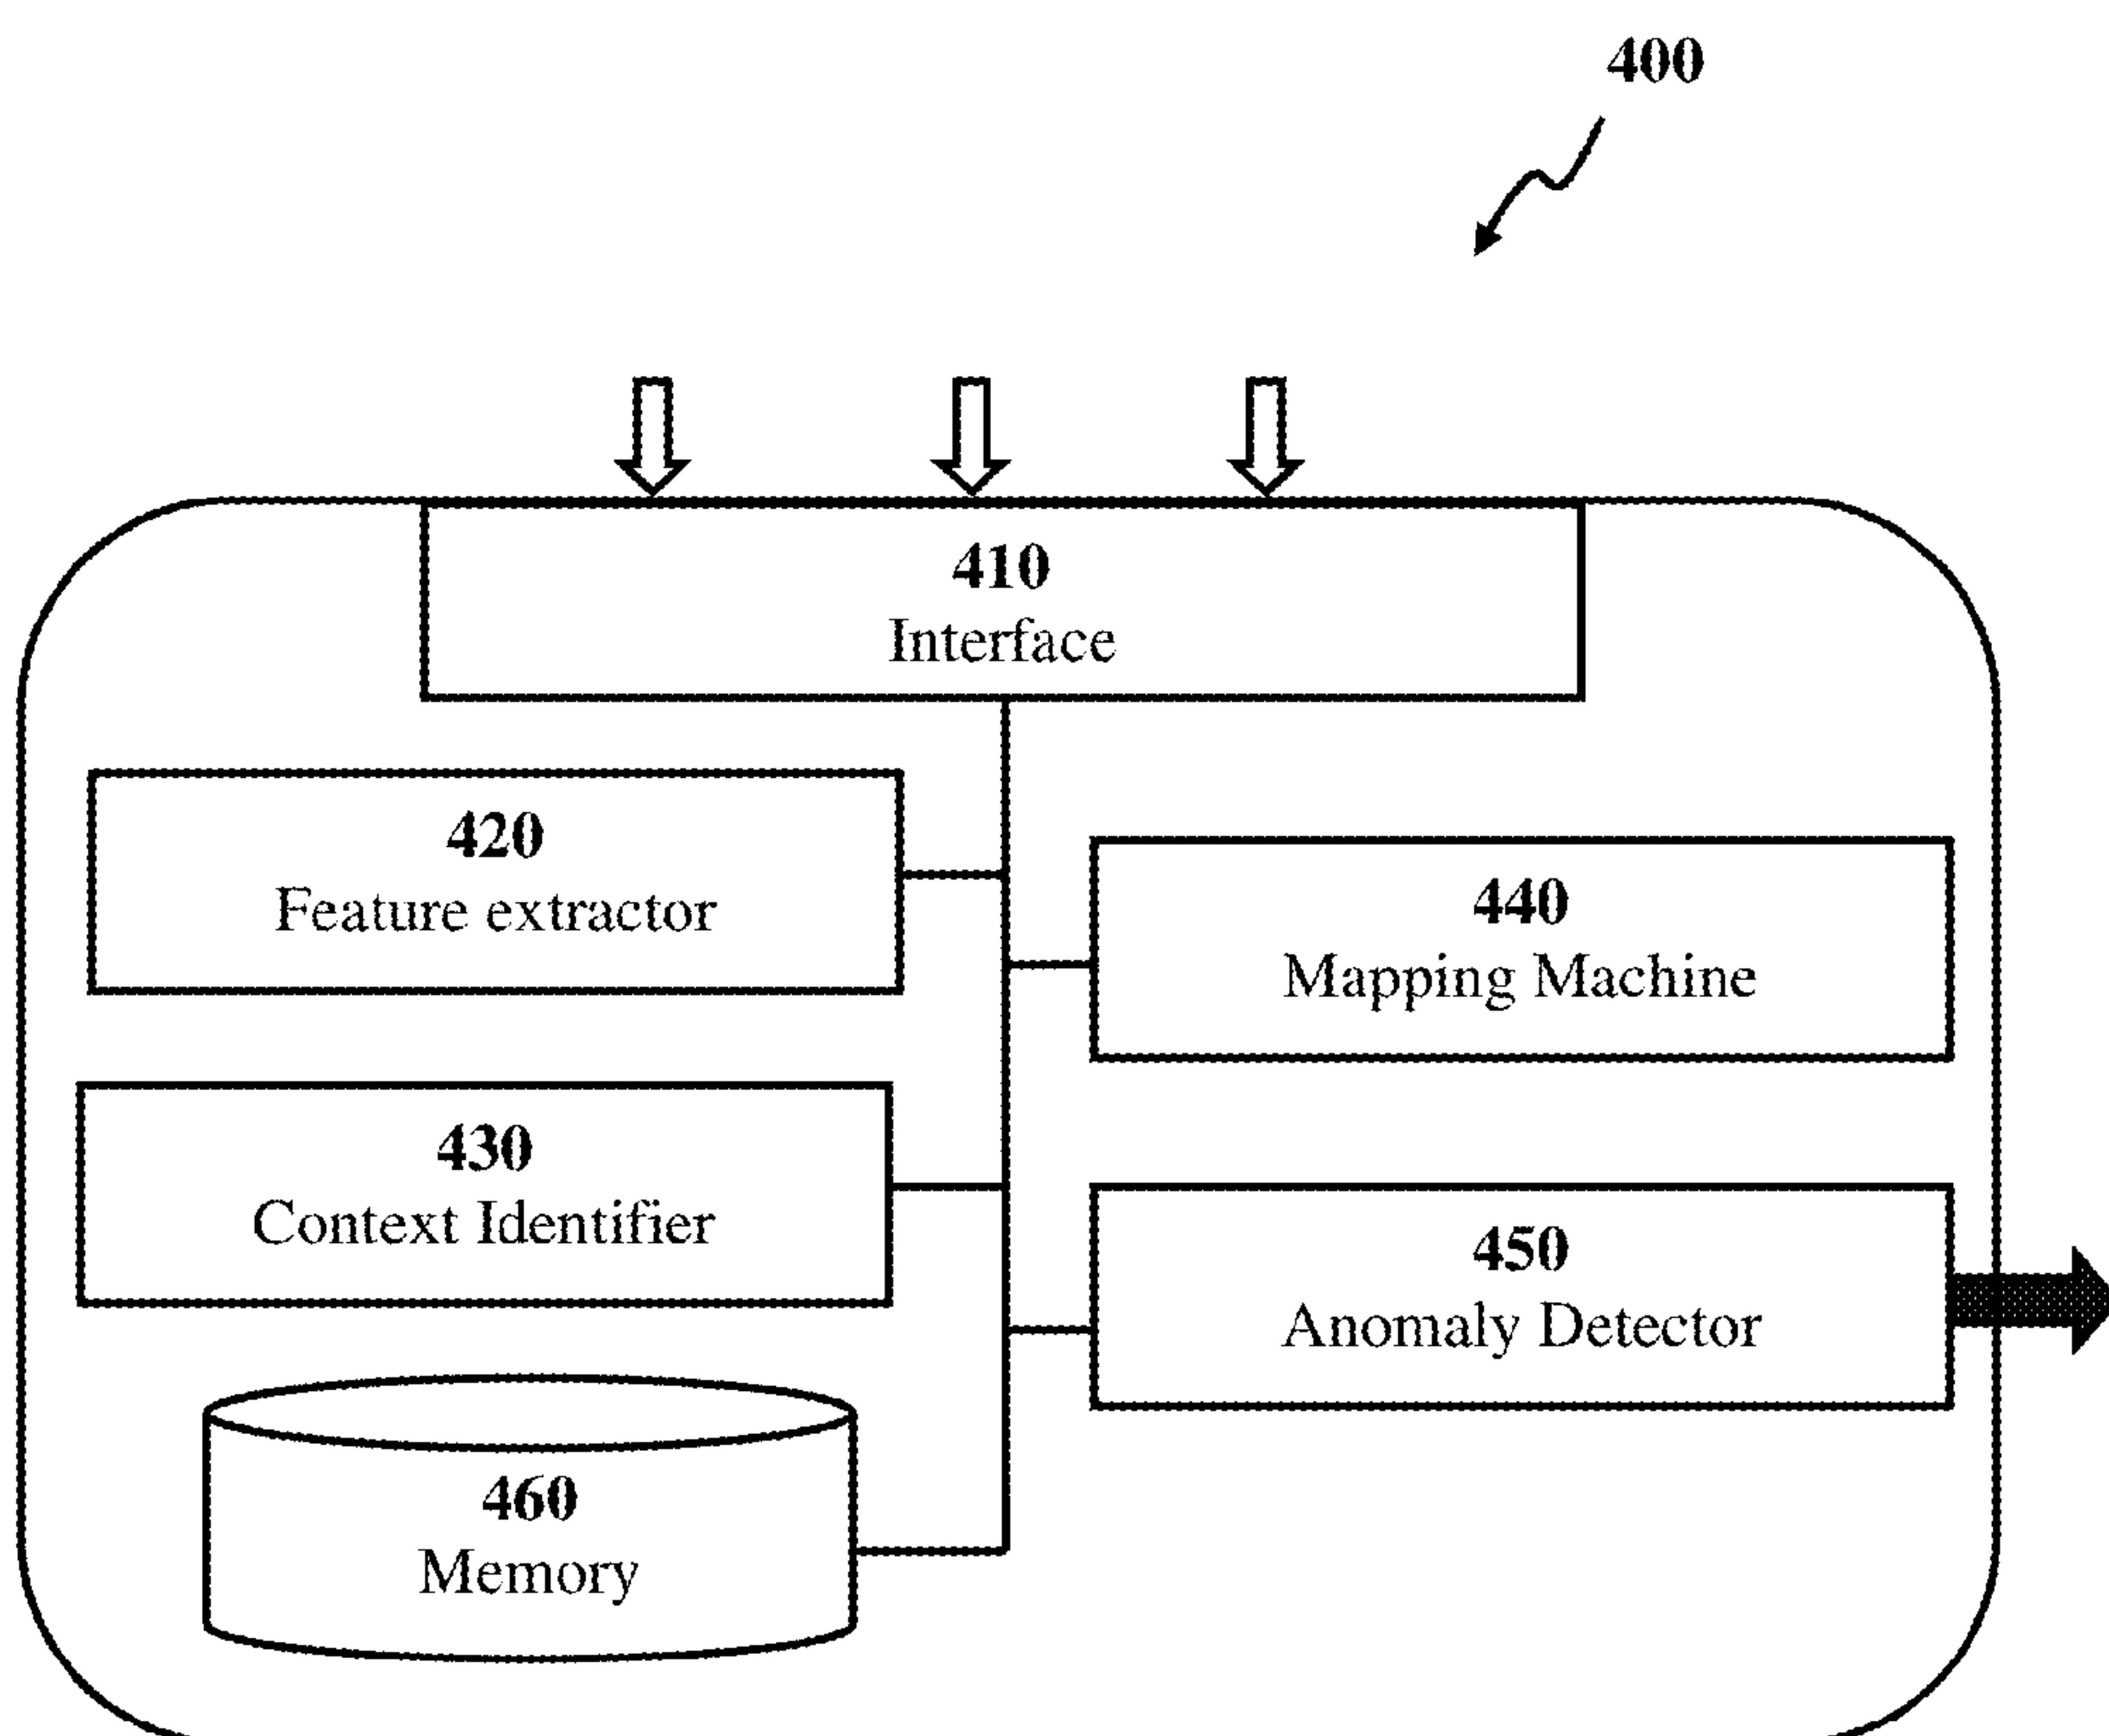 400
410
Interface
420
Feature extractor
440
Mapping Machine
430
Context Identifier
450
Anomaly Detector
460
Memory